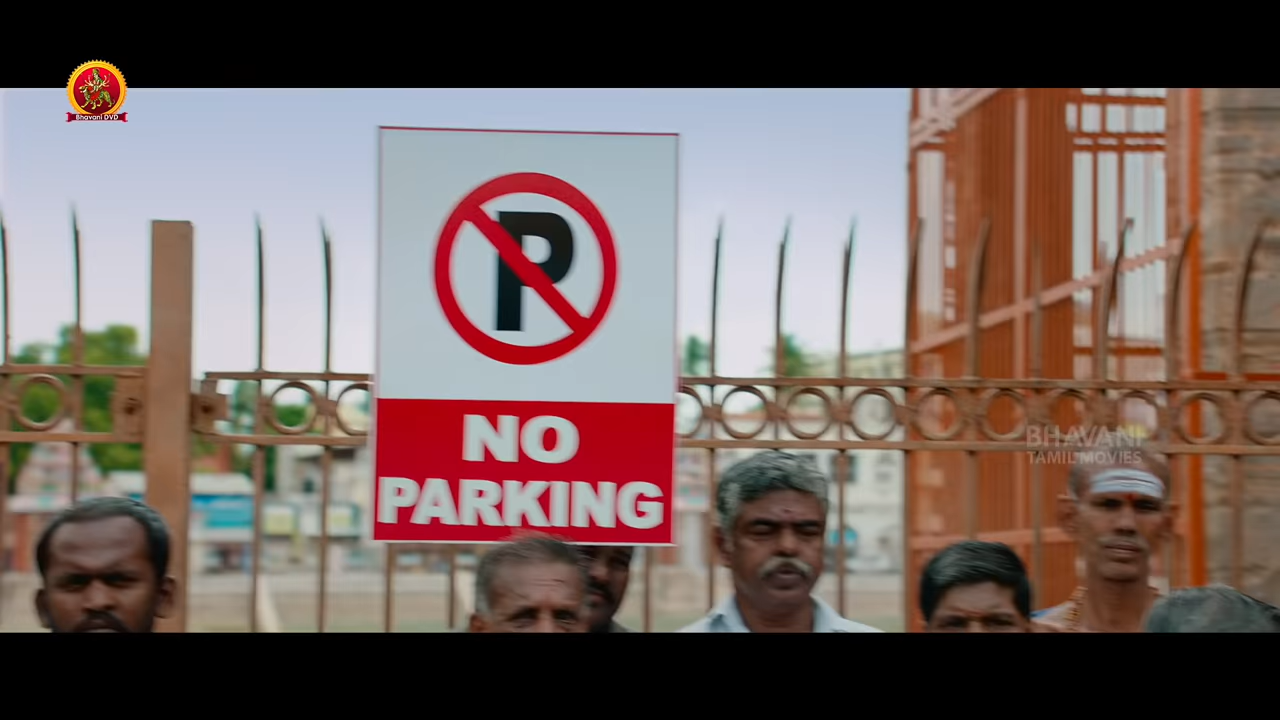 Bhavani DVD
P
NO
PARKING
BHAVANI
TAMIL MOVIES